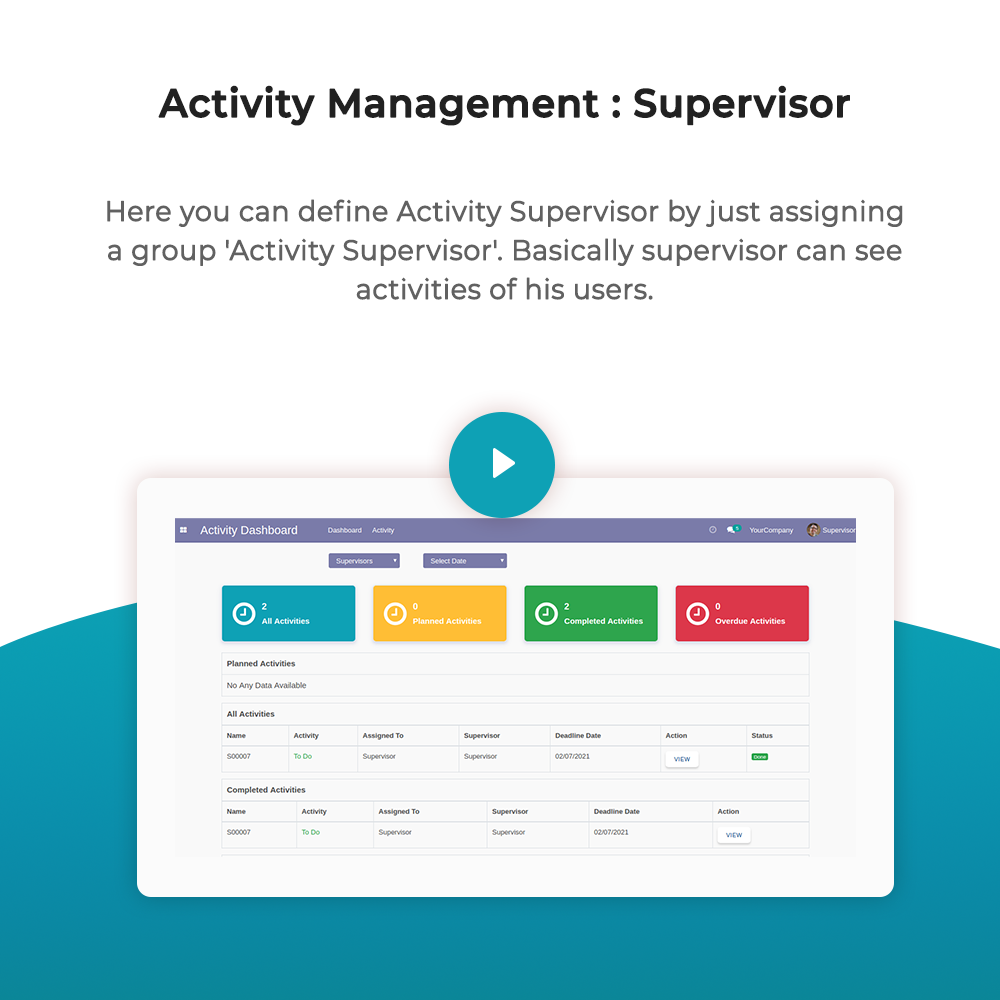 Activity Management : Supervisor
Here you can define Activity Supervisor by just assigning
a group 'Activity Supervisor'. Basically supervisor can see
activities of his users.
Activity Dashboard Dashboard Activity YourCompany Supervisor
Supervisors Select Date
2 0 2 0
All Activities Planned Activities Completed Activities Overdue Activities
Planned Activities
No Any Data Available
All Activities
Name Activity Assigned To Supervisor Deadline Date Action Status
S00007 To Do Supervisor Supervisor 02/07/2021 VIEW Done
Completed Activities
Name Activity Assigned To Supervisor Deadline Date Action
S00007 To Do Supervisor Supervisor 02/07/2021 VIEW